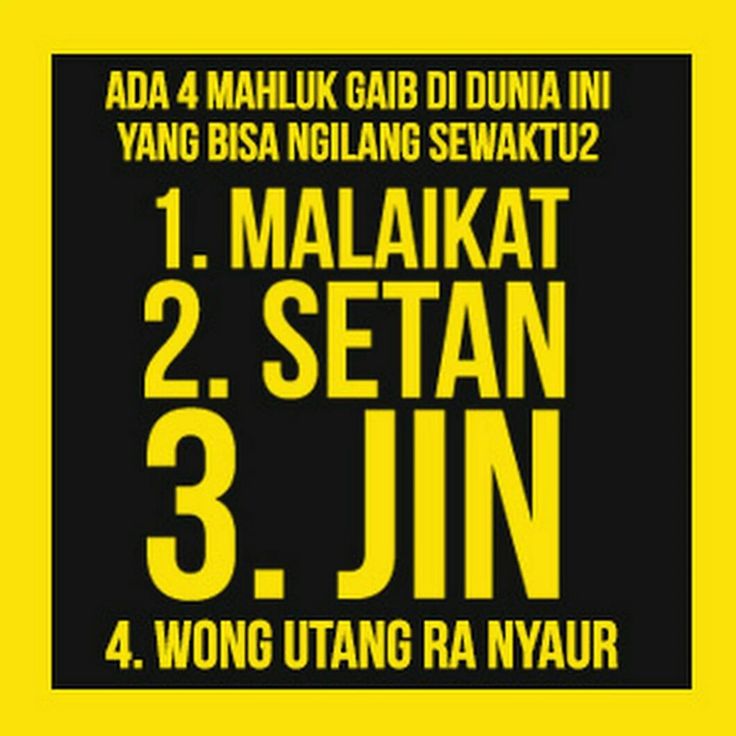 ADA 4 MAHLUK GAIB DI DUNIA INI
YANG BISA NGILANG SEWAKTU2
1. MALAIKAT
2. SETAN
3. JIN
4. WONG UTANG RA NYAUR